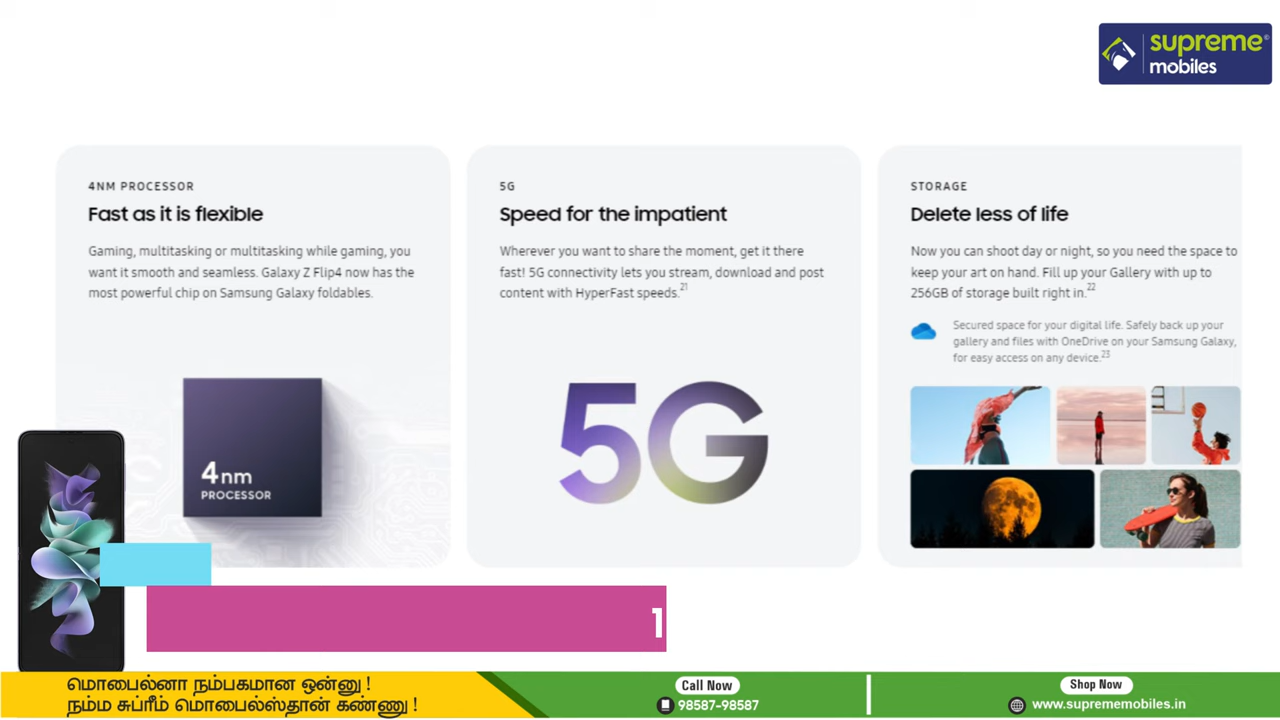 supreme®
mobiles
4NM PROCESSOR
Fast as it is flexible
Gaming, multitasking or multitasking while gaming, you
want it smooth and seamless. Galaxy Z Flip4 now has the
most powerful chip on Samsung Galaxy foldables.
4nm
PROCESSOR
5G
Speed for the impatient
Wherever you want to share the moment, get it there
fast! 5G connectivity lets you stream, download and post
content with HyperFast speeds.21
5G
STORAGE
Delete less of life
Now you can shoot day or night, so you need the space to
keep your art on hand. Fill up your Gallery with up to
256GB of storage built right in.22
Secured space for your digital life. Safely back up your
gallery and files with OneDrive on your Samsung Galaxy,
for easy access on any device.23
1
மொபைல்னா நம்பகமான ஒன்னு !
நம்ம சுப்ரீம் மொபைல்ஸ்தான் கண்ணு !
Call Now
98587-98587
Shop Now
www.suprememobiles.in